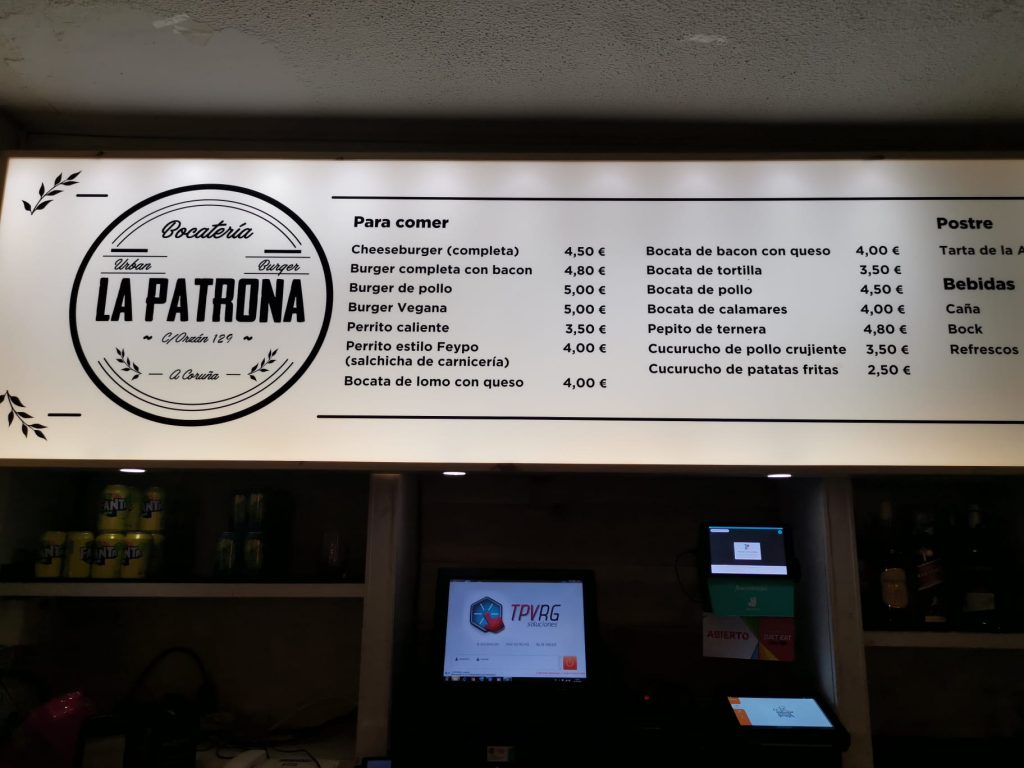 Bocatería
Urban Burger
LA PATRONA
~ C/Orzán 129 ~
— A Coruña —
Para comer
Cheeseburger (completa) 4,50 €
Burger completa con bacon 4,80 €
Burger de pollo 5,00 €
Burger Vegana 5,00 €
Perrito caliente 3,50 €
Perrito estilo Feypo 4,00 €
(salchicha de carnicería)
Bocata de lomo con queso 4,00 €
Bocata de bacon con queso 4,00 €
Bocata de tortilla 3,50 €
Bocata de pollo 4,50 €
Bocata de calamares 4,00 €
Pepito de ternera 4,80 €
Cucurucho de pollo crujiente 3,50 €
Cucurucho de patatas fritas 2,50 €
Postre
Tarta de la A
Bebidas
Caña
Bock
Refrescos
FANTA
FANTA
FANTA
TPVRG
soluciones
ABIERTO